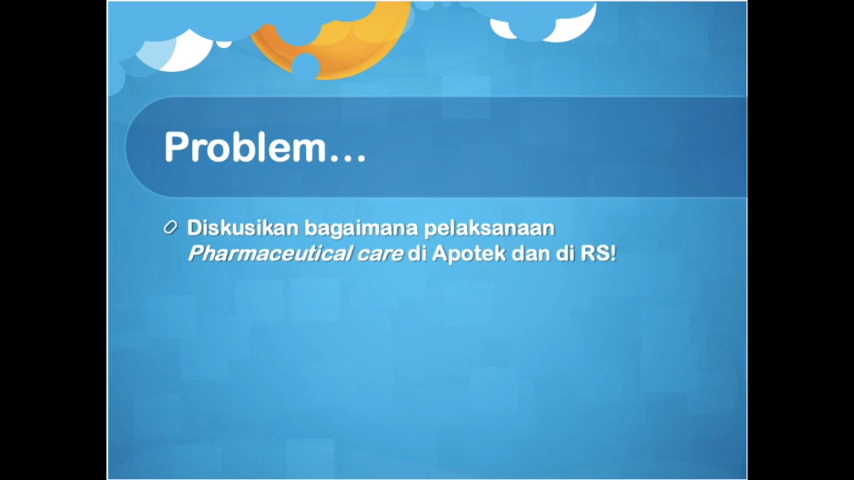 Problem...
Diskusikan bagaimana pelaksanaan
Pharmaceutical care di Apotek dan di RS!